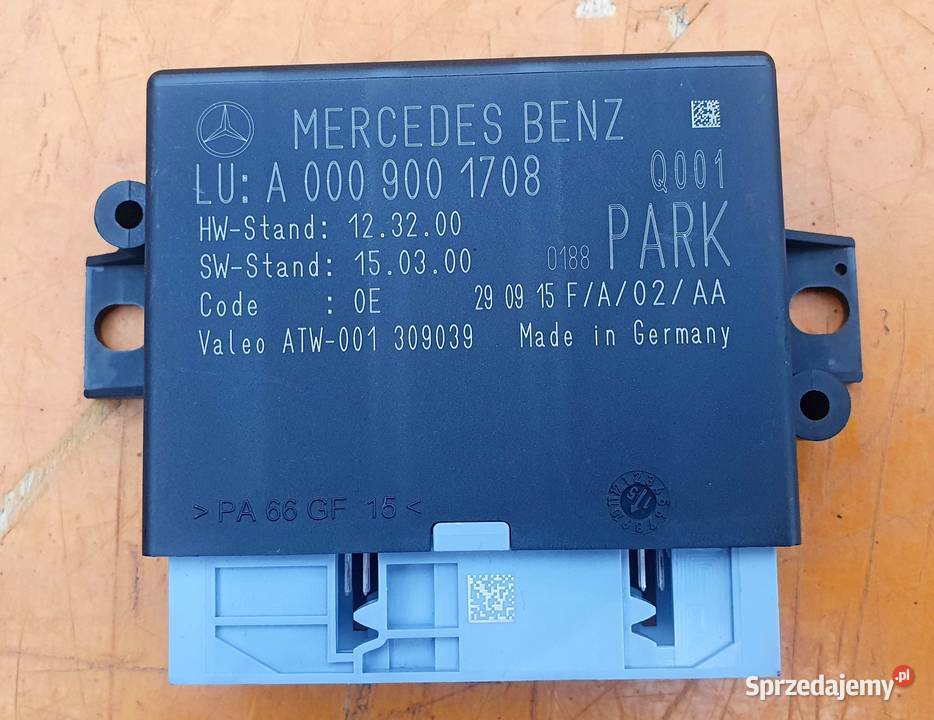 MERCEDES BENZ
LU: A 000 900 1708 Q001
HW-Stand: 12.32.00
SW-Stand: 15.03.00 0188 PARK
Code : 0E 29 09 15 F/A/02/AA
Valeo ATW-001 309039 Made in Germany
>PA 66 GF 15<
Sprzedajemy.pl